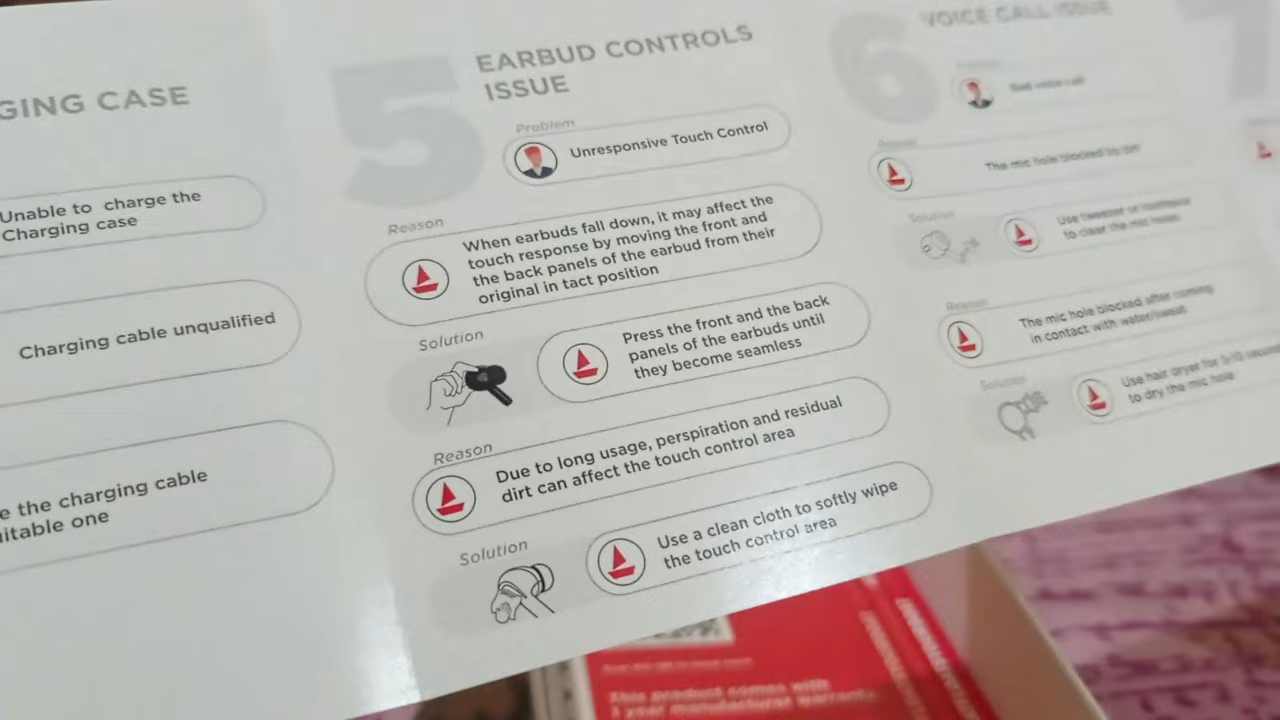 GING CASE
Unable to charge the
Charging case
Charging cable unqualified
e the charging cable
itable one
5
EARBUD CONTROLS
ISSUE
Problem
Unresponsive Touch Control
Reason
When earbuds fall down, it may affect the
touch response by moving the front and
the back panels of the earbud from their
original in tact position
Solution
Press the front and the back
panels of the earbuds until
they become seamless
Reason
Due to long usage, perspiration and residual
dirt can affect the touch control area
Solution
Use a clean cloth to softly wipe
the touch control area
6
VOICE CALL ISSUE
Problem
Bad voice call
Reason
The mic hole blocked by dirt
Solution
Use tweezer or
to clear the mic holes
Reason
The mic hole blocked after coming
in contact with water/sweat
Solution
Use hair dryer for 5-10
to dry the mic hole
7
This product comes with
1 year manufacturer warranty